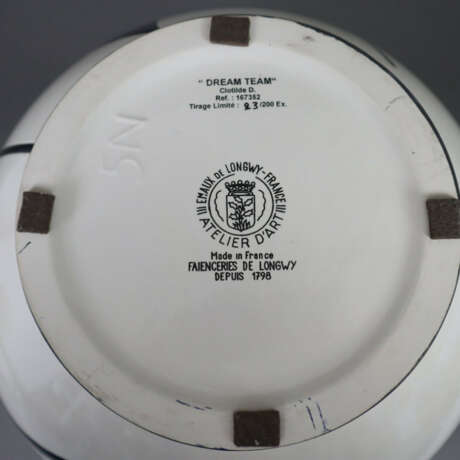 " DREAM TEAM"
Clotilde D.
Ref. : 167352
Tirage Limité : 23/200 Ex.
5N
EMAUX DE LONGWY-FRANCE
ATELIER D'ART
Made in France
FAIENCERIES DE LONGWY
DEPUIS 1798